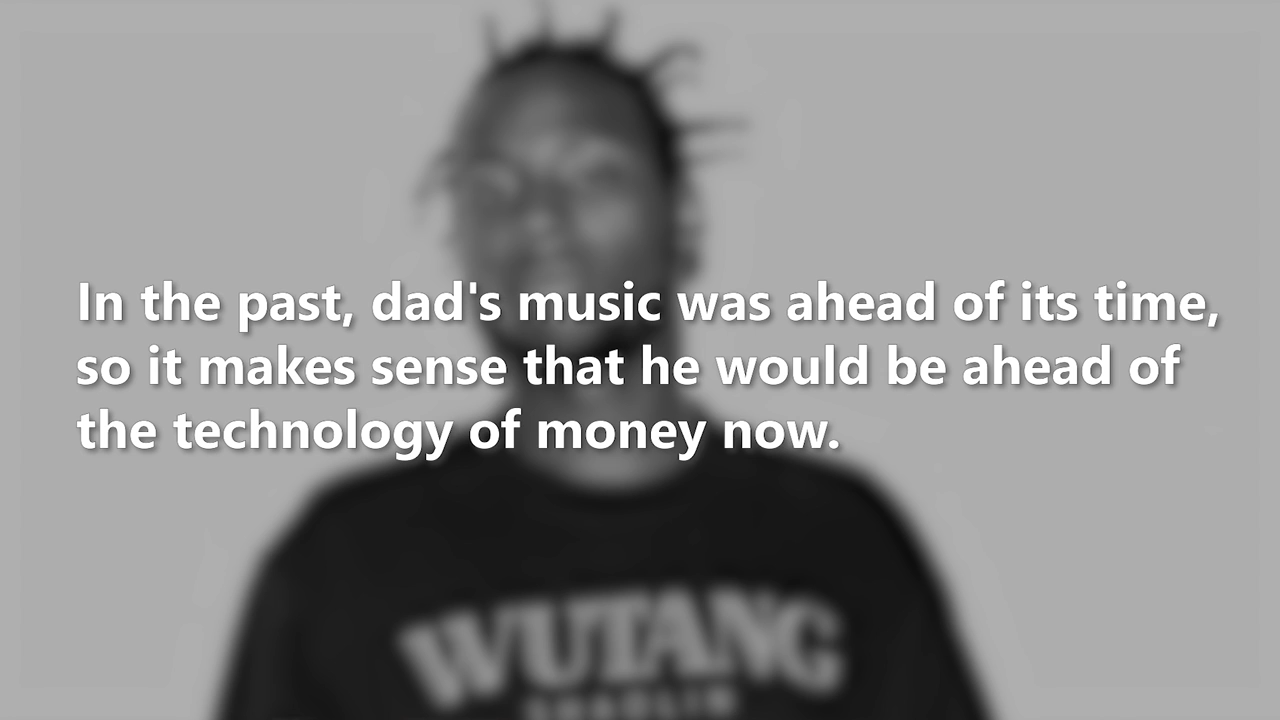 In the past, dad's music was ahead of its time,
so it makes sense that he would be ahead of
the technology of money now.
WUTANG
SHAOLIN